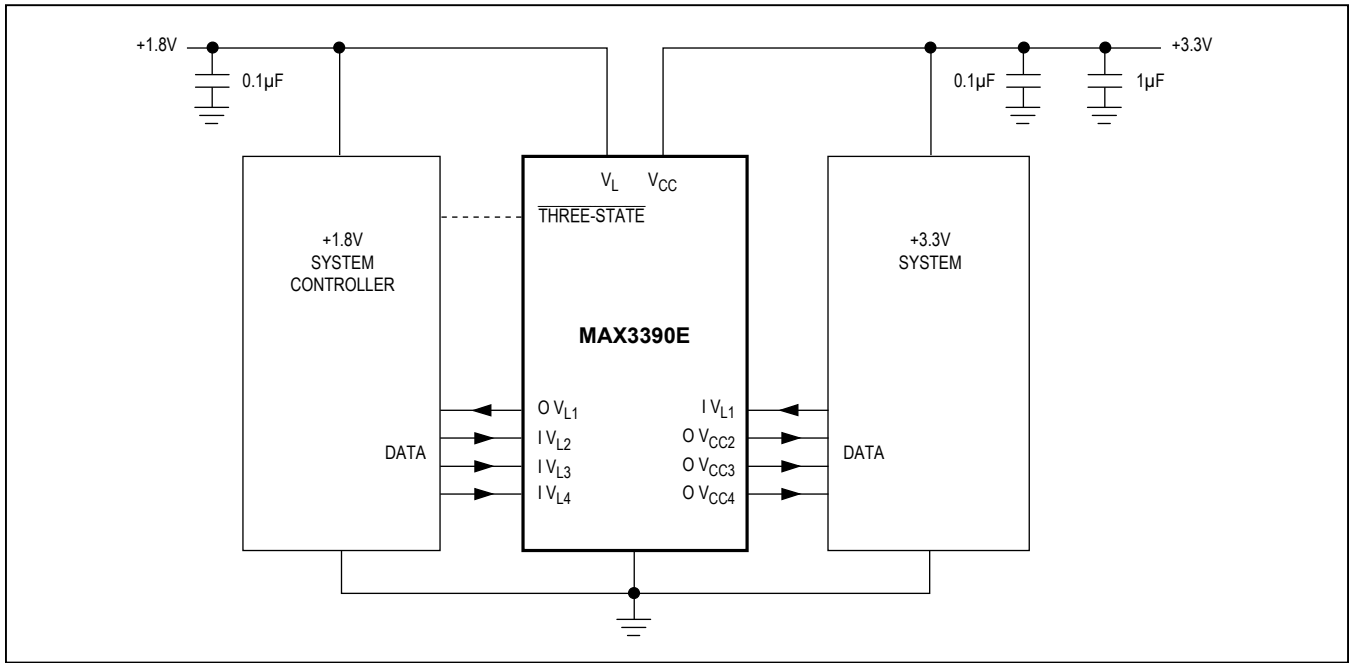 +1.8V
+3.3V
0.1µF
0.1µF
1µF
V_L
V_CC
THREE-STATE
+1.8V
SYSTEM
CONTROLLER
+3.3V
SYSTEM
MAX3390E
O V_L1
I V_L1
I V_L2
O V_CC2
DATA
DATA
I V_L3
O V_CC3
I V_L4
O V_CC4